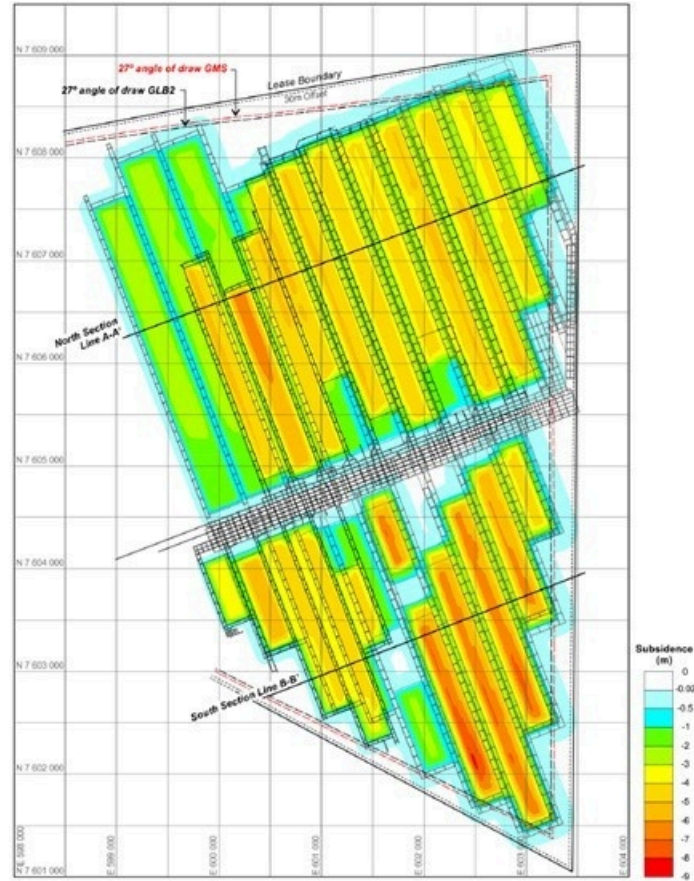 N 7 609 000
27° angle of draw GMS
Lease Boundary
50m Offset
27° angle of draw GLB2
N 7 608 000
N 7 607 000
North Section
Line A-A'
N 7 606 000
N 7 605 000
N 7 604 000
N 7 603 000
South Section Line B-B'
N 7 602 000
N 7 601 000
E 598 000
E 599 000
E 600 000
E 601 000
E 602 000
E 603 000
E 604 000
Subsidence
(m)
0
-0.02
-0.5
-1
-2
-3
-4
-5
-6
-7
-8
-9